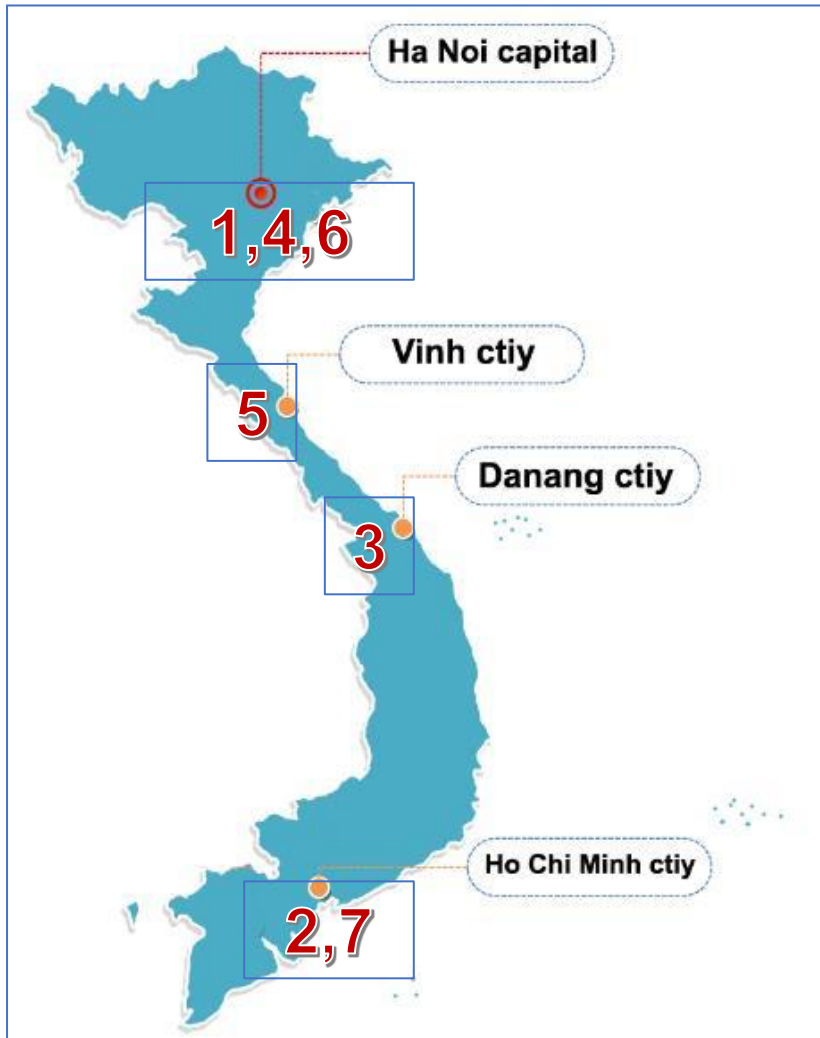 Ha Noi capital
1,4,6
Vinh ctiy
5
Danang ctiy
3
Ho Chi Minh ctiy
2,7